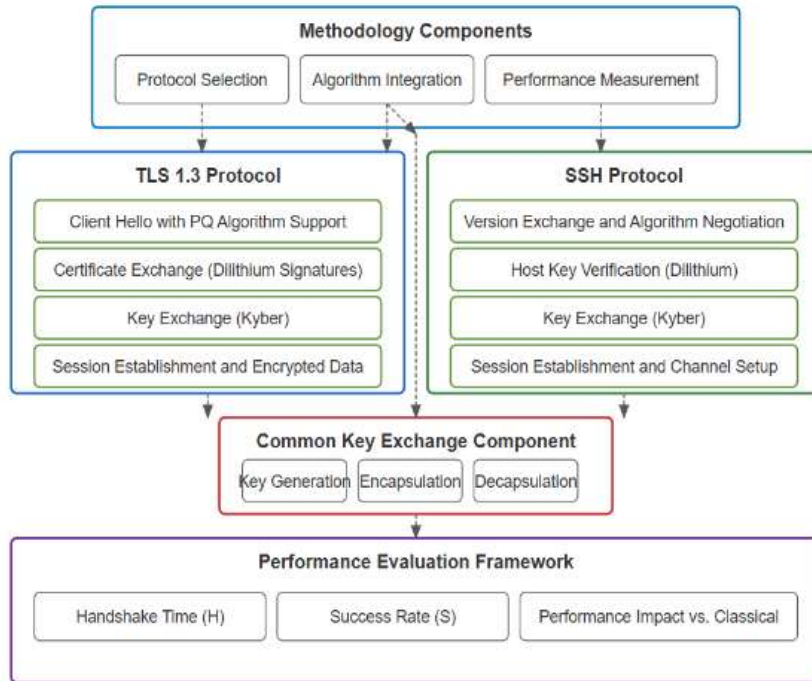 Methodology Components
Protocol Selection
Algorithm Integration
Performance Measurement
TLS 1.3 Protocol
Client Hello with PQ Algorithm Support
Certificate Exchange (Dilithium Signatures)
Key Exchange (Kyber)
Session Establishment and Encrypted Data
SSH Protocol
Version Exchange and Algorithm Negotiation
Host Key Verification (Dilithium)
Key Exchange (Kyber)
Session Establishment and Channel Setup
Common Key Exchange Component
Key Generation
Encapsulation
Decapsulation
Performance Evaluation Framework
Handshake Time (H)
Success Rate (S)
Performance Impact vs. Classical